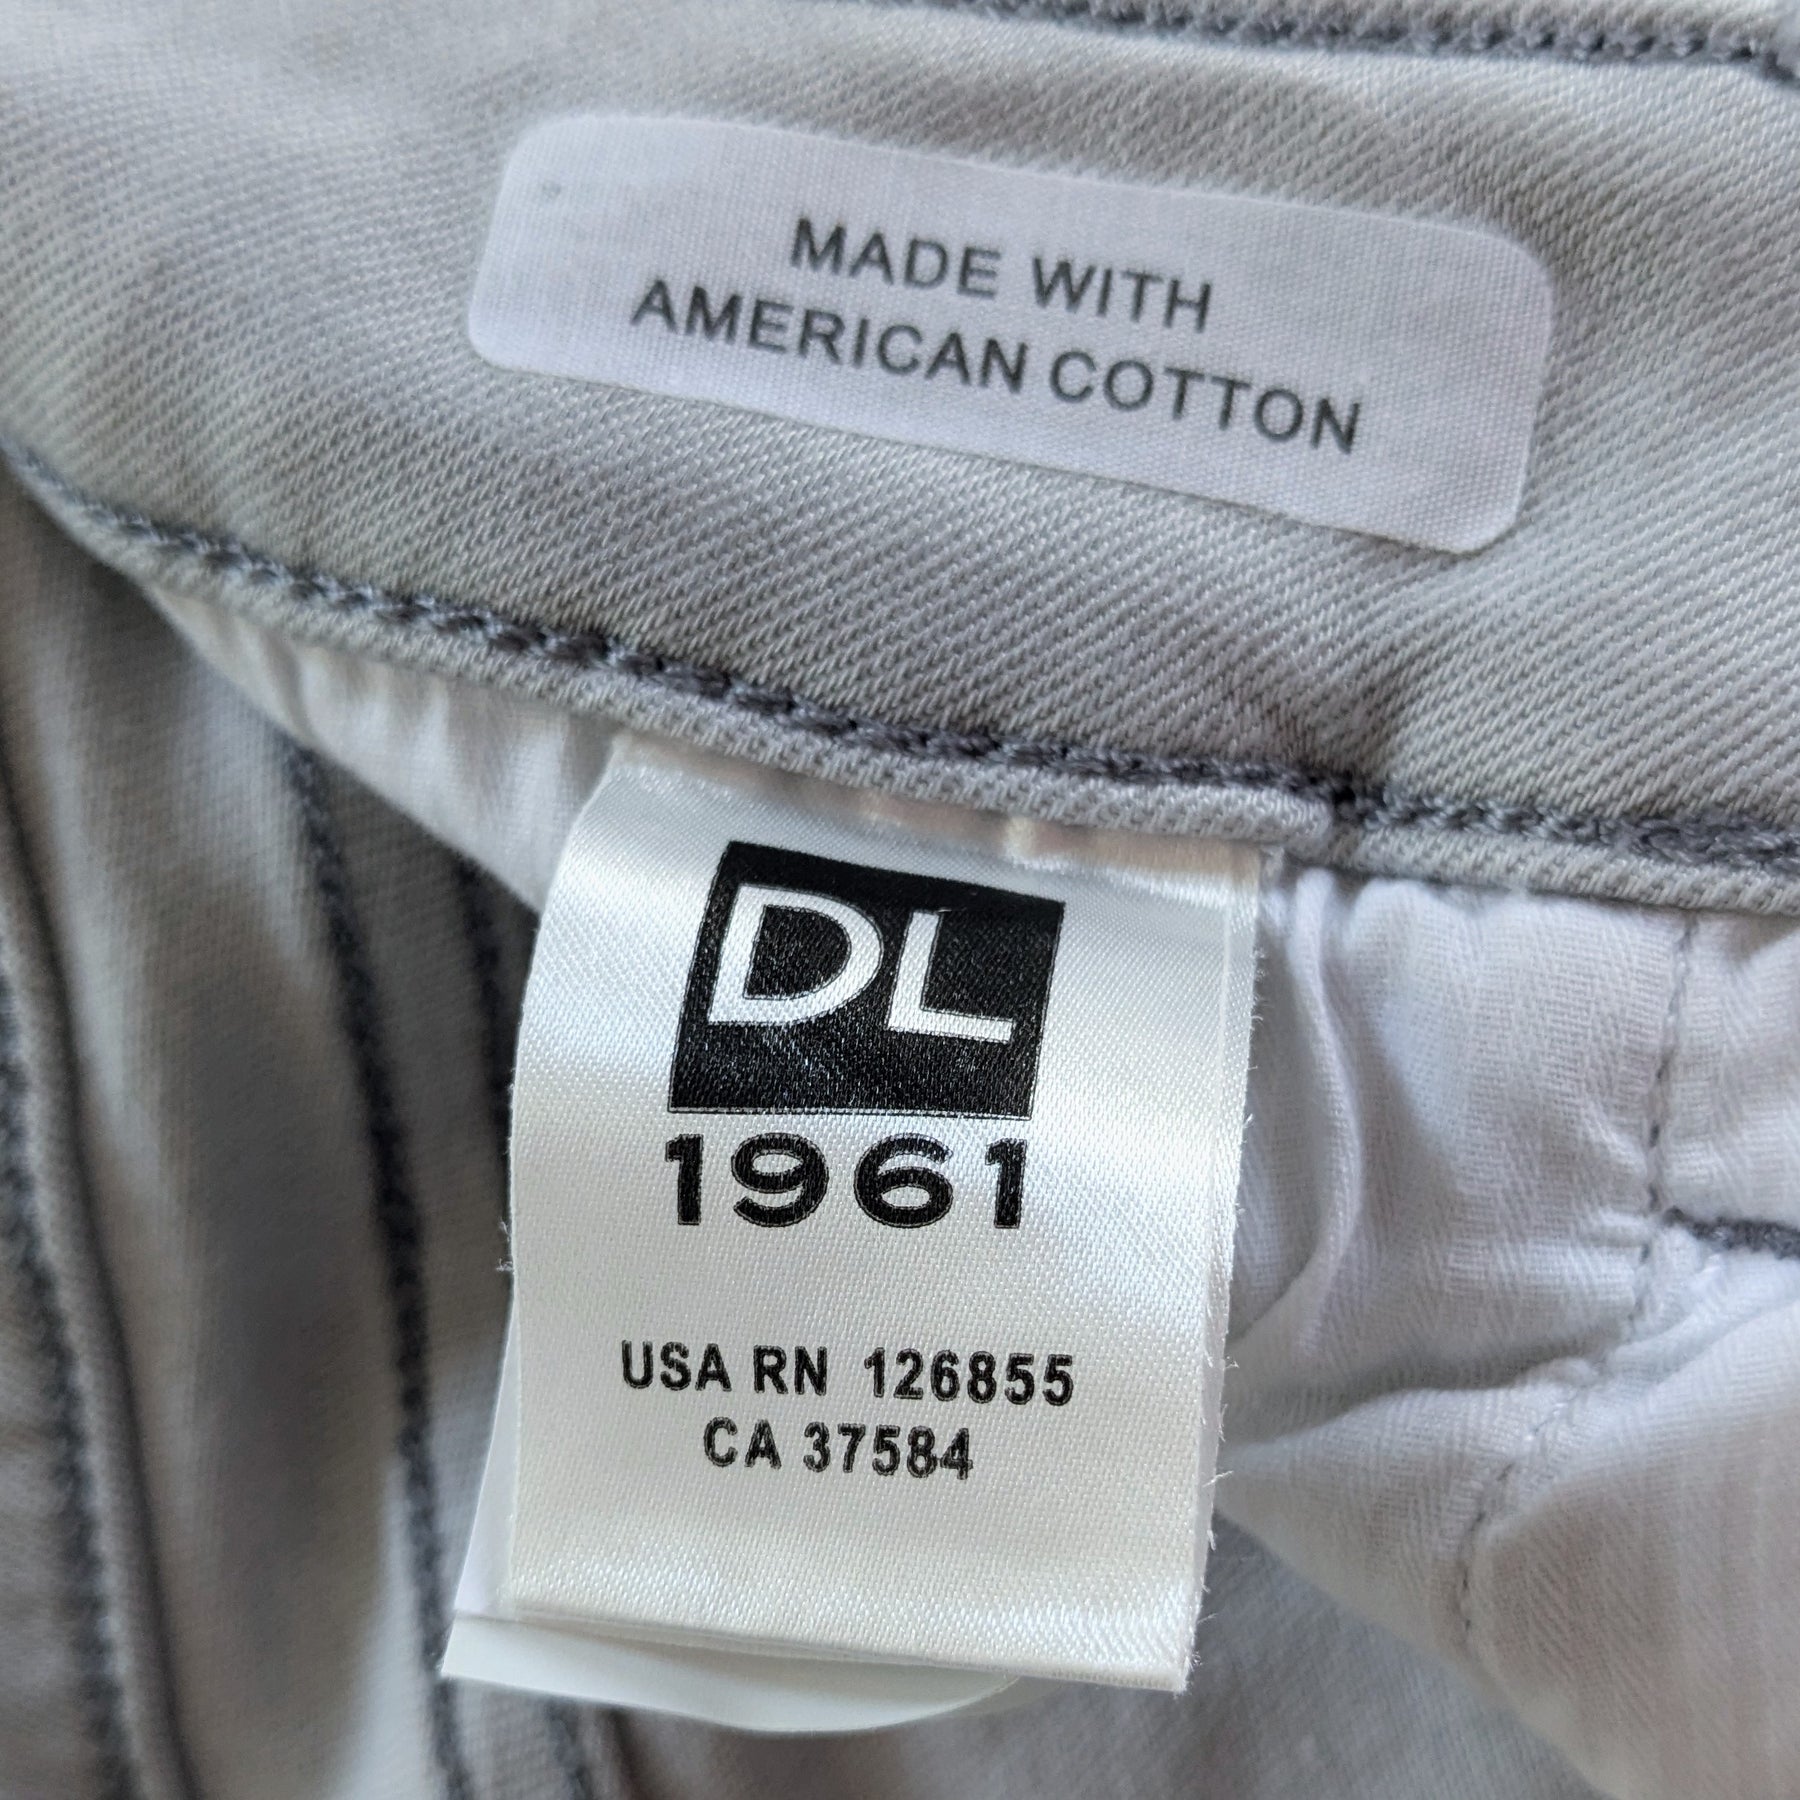 MADE WITH
AMERICAN COTTON
DL
1961
USA RN 126855
CA 37584